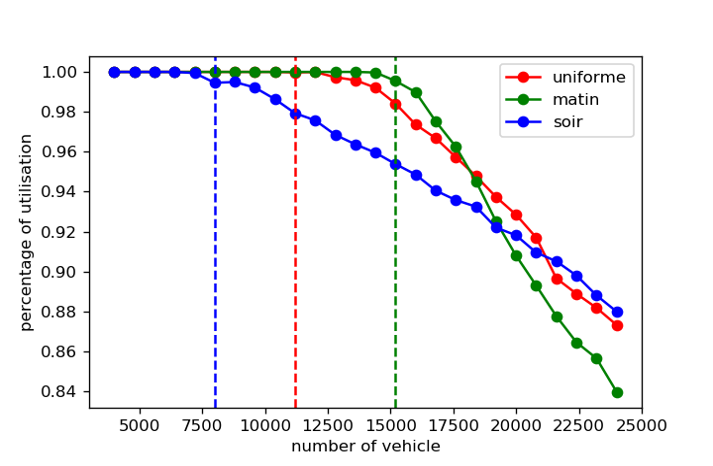 1.00
0.98
0.96
0.94
0.92
0.90
0.88
0.86
0.84
percentage of utilisation
uniforme
matin
soir
5000 7500 10000 12500 15000 17500 20000 22500 25000
number of vehicle